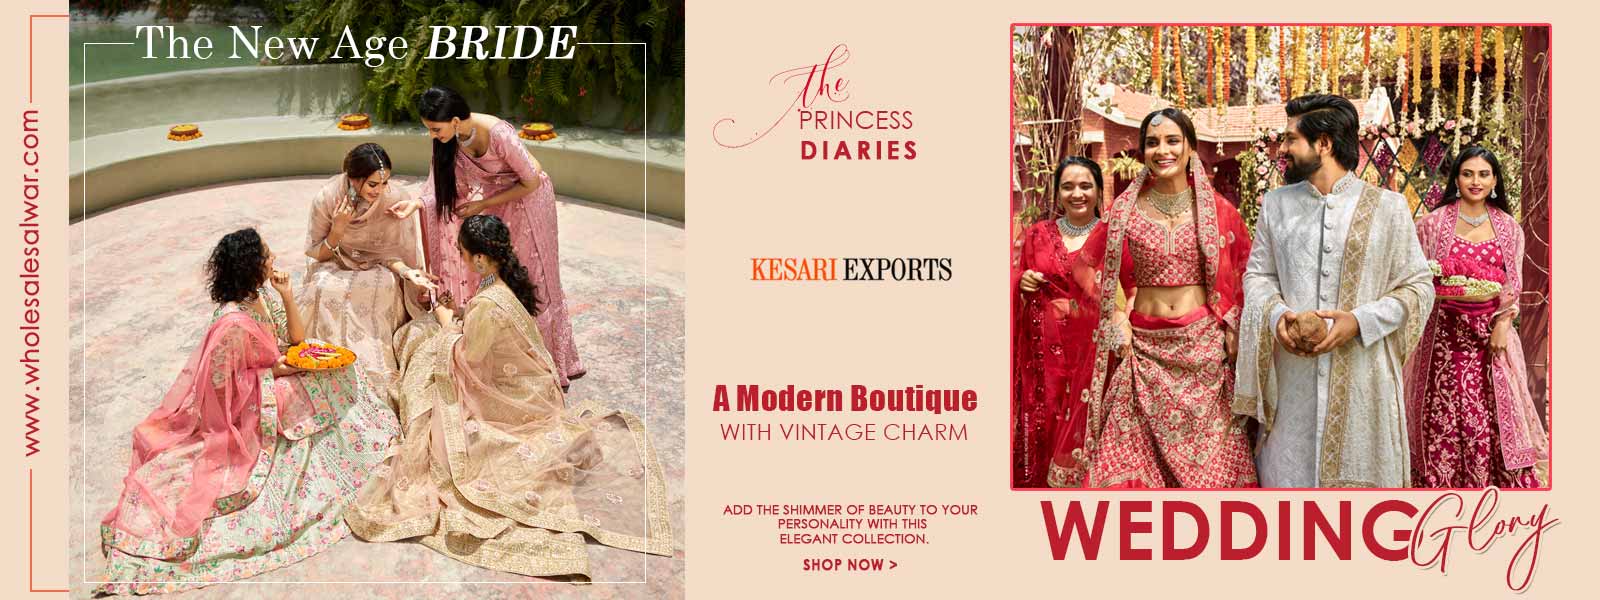 www.wholesalesalwar.com
The New Age BRIDE
the
PRINCESS
DIARIES
KESARI EXPORTS
A Modern Boutique
WITH VINTAGE CHARM
ADD THE SHIMMER OF BEAUTY TO YOUR
PERSONALITY WITH THIS
ELEGANT COLLECTION.
SHOP NOW >
WEDDING Glory